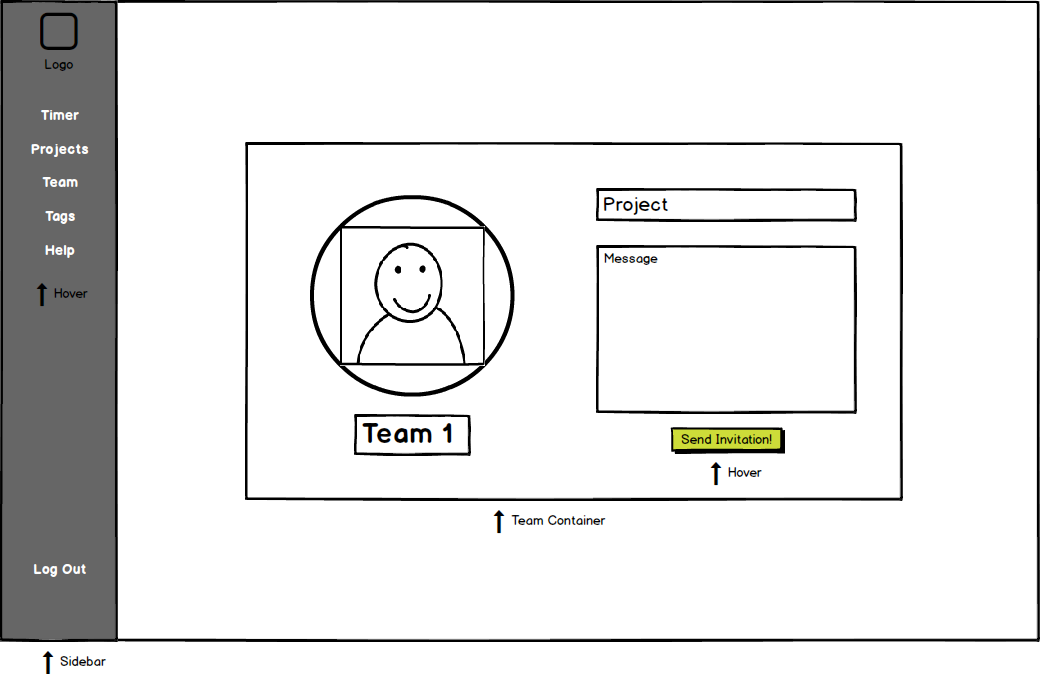 Logo
Timer
Projects
Team
Tags
Help
Hover
Log Out
Sidebar
Team 1
Project
Message
Send Invitation!
Hover
Team Container